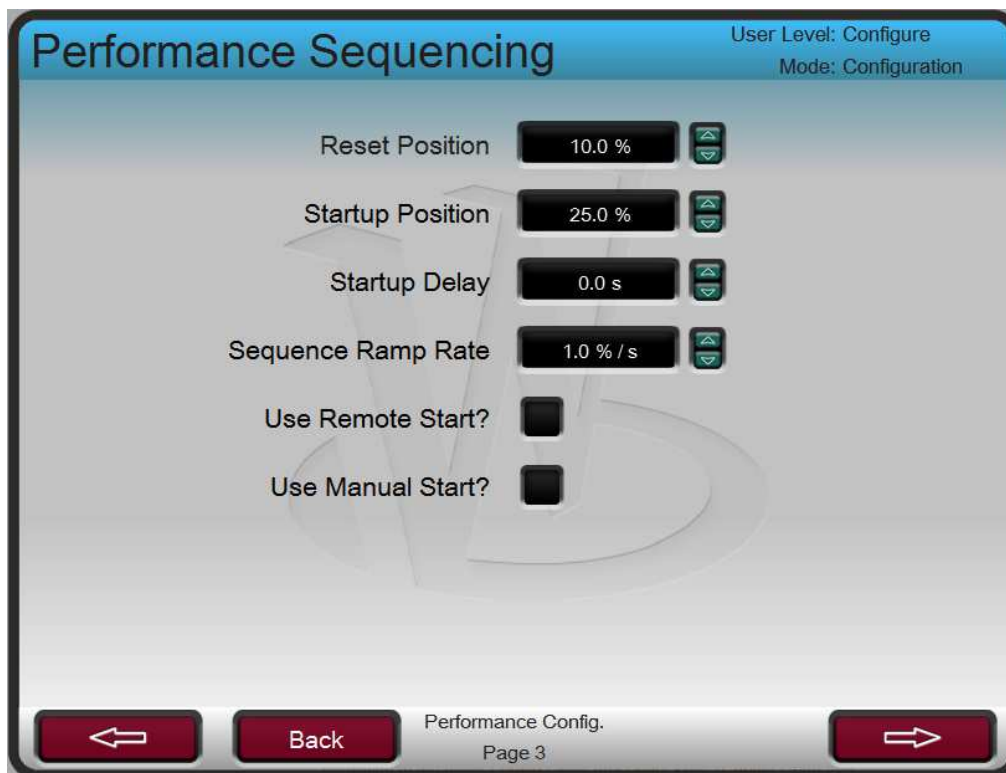 Performance Sequencing
User Level: Configure
Mode: Configuration
Reset Position 10.0 %
Startup Position 25.0 %
Startup Delay 0.0 s
Sequence Ramp Rate 1.0 % / s
Use Remote Start?
Use Manual Start?
Back
Performance Config.
Page 3